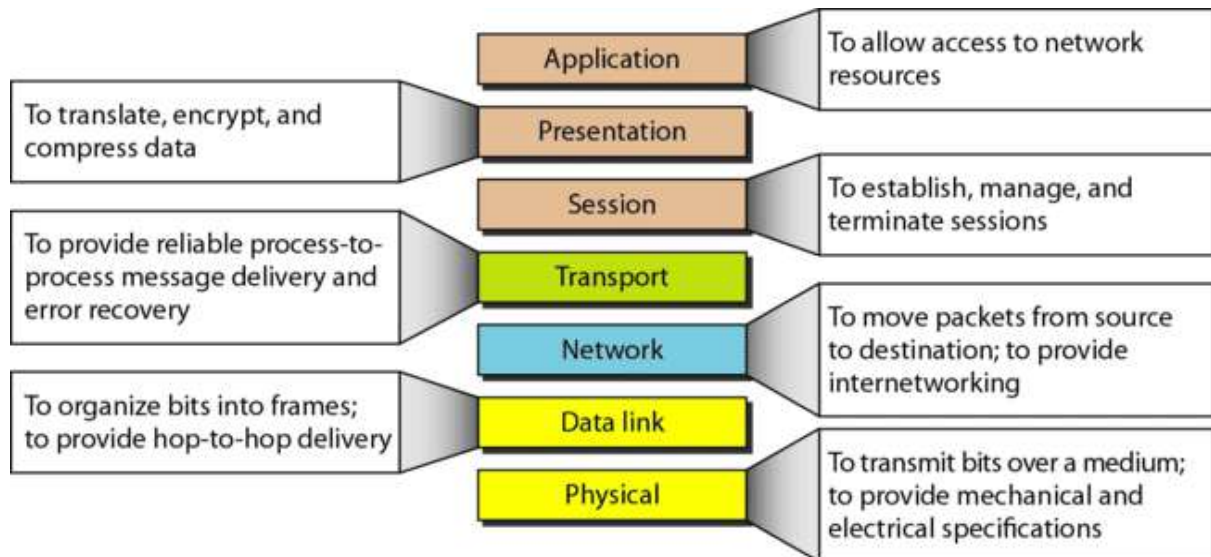 Application
To allow access to network
resources
To translate, encrypt, and
compress data
Presentation
Session
To establish, manage, and
terminate sessions
To provide reliable process-to-
process message delivery and
error recovery
Transport
Network
To move packets from source
to destination; to provide
internetworking
To organize bits into frames;
to provide hop-to-hop delivery
Data link
Physical
To transmit bits over a medium;
to provide mechanical and
electrical specifications